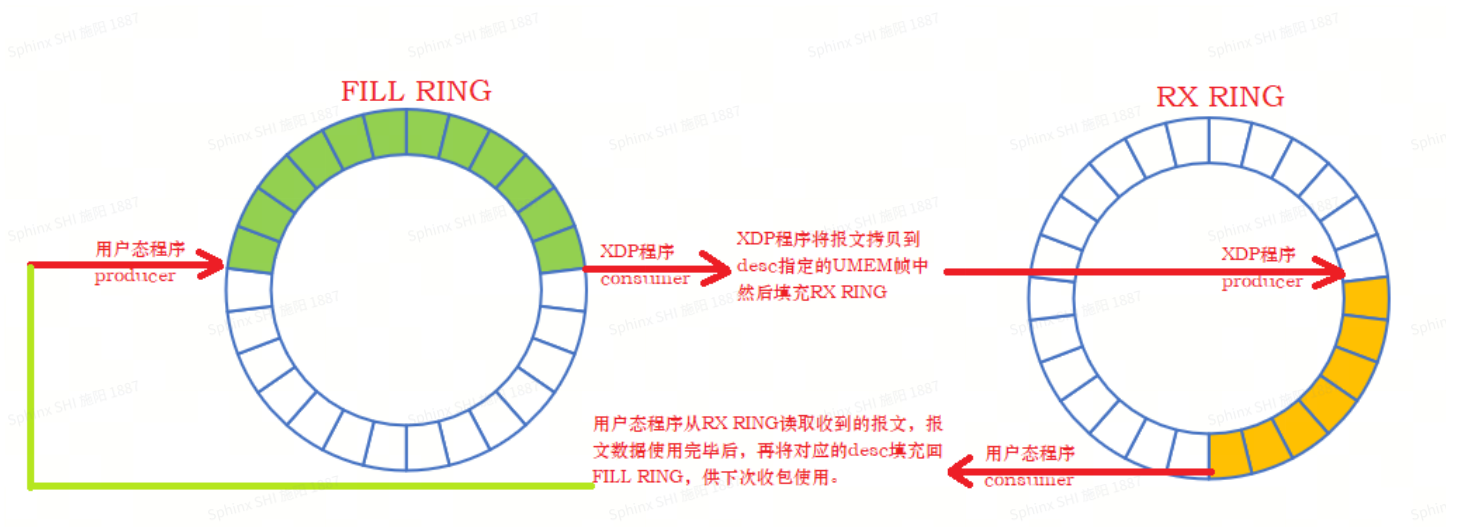 FILL RING
RX RING
用户态程序
producer
XDP程序
consumer
XDP程序将报文拷贝到
desc指定的UMEM帧中
然后填充RX RING
XDP程序
producer
用户态程序从RX RING读取收到的报文，报
文数据使用完毕后，再将对应的desc填充回
FILL RING，供下次收包使用。
用户态程序
consumer
Sphinx SHI 施阳 1887